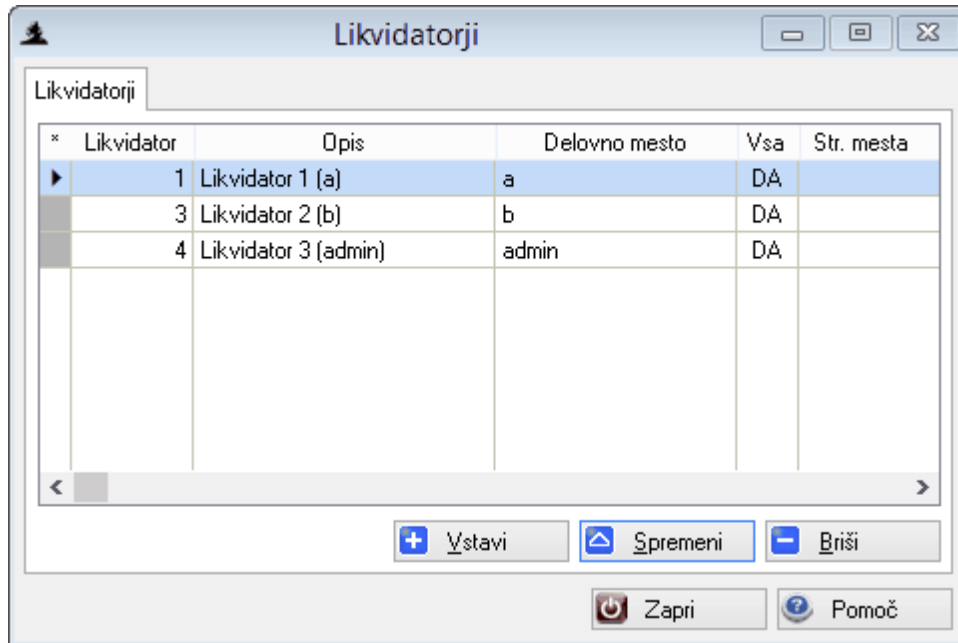 Likvidatorji
Likvidatorji
* Likvidator Opis Delovno mesto Vsa Str. mesta
1 Likvidator 1 (a) a DA
3 Likvidator 2 (b) b DA
4 Likvidator 3 (admin) admin DA
Vstavi Spremeni Briši
Zapri Pomoč